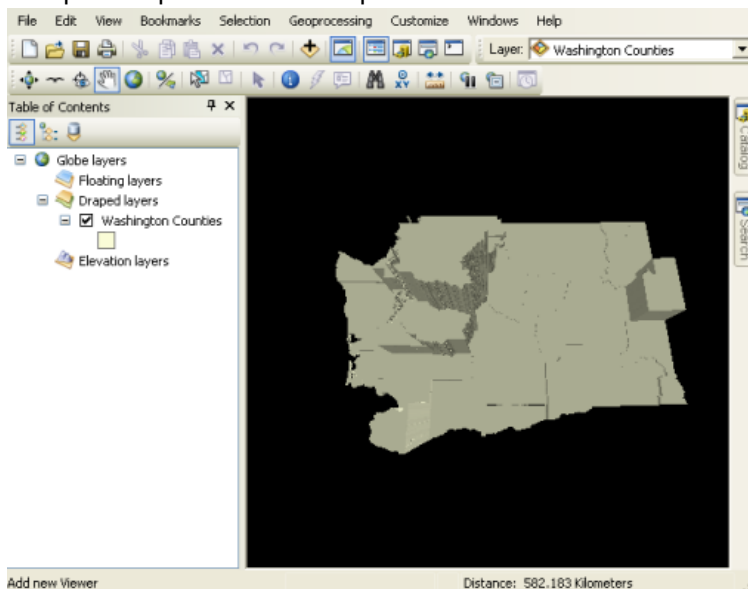 File Edit View Bookmarks Selection Geoprocessing Customize Windows Help
Layer: Washington Counties
Table of Contents
Globe layers
Floating layers
Draped layers
Washington Counties
Elevation layers
Catalog
Search
Add new Viewer Distance: 582.183 Kilometers